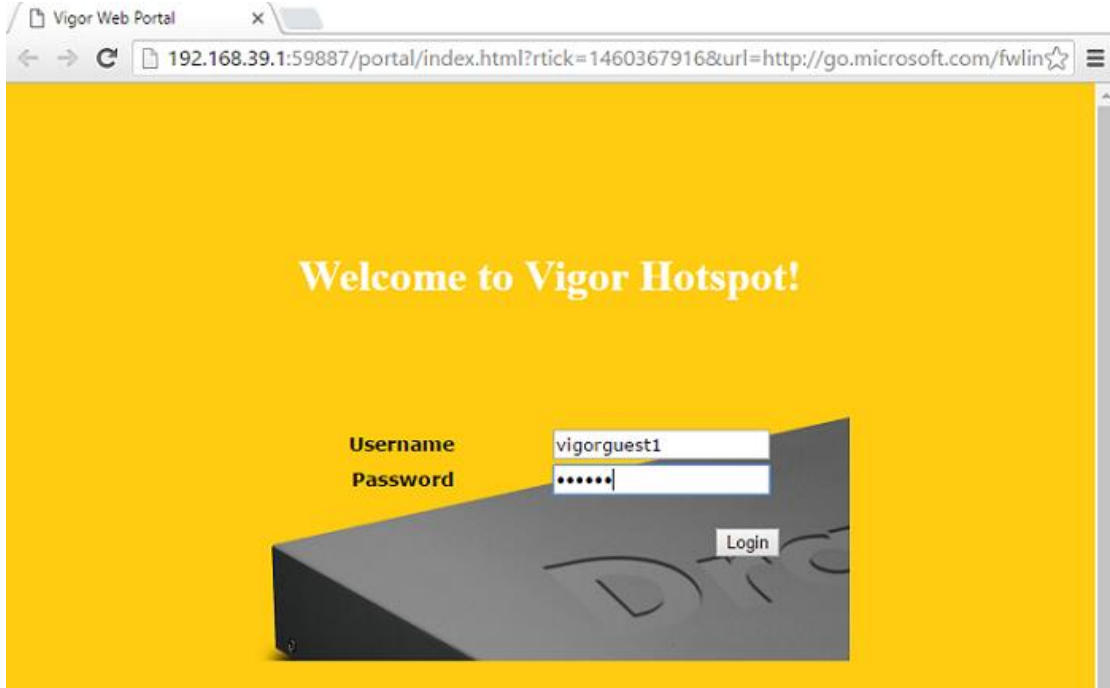 Vigor Web Portal
192.168.39.1:59887/portal/index.html?rtick=1460367916&url=http://go.microsoft.com/fwlin
Welcome to Vigor Hotspot!
Username vigorguest1
Password ••••••
Login
Dra